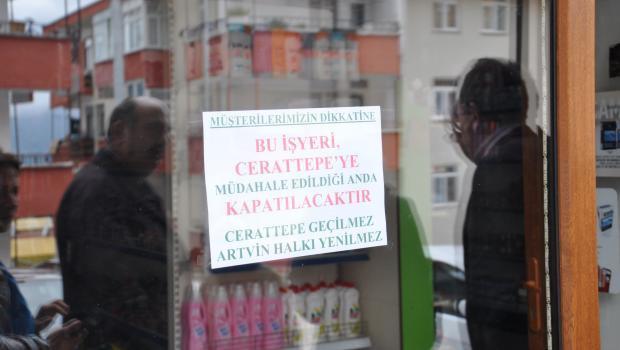 MÜŞTERİLERİMİZİN DİKKATİNE
BU İŞYERİ,
CERATTEPE'YE
MÜDAHALE EDİLDİĞİ ANDA
KAPATILACAKTIR
CERATTEPE GEÇİLMEZ
ARTVİN HALKI YENİLMEZ